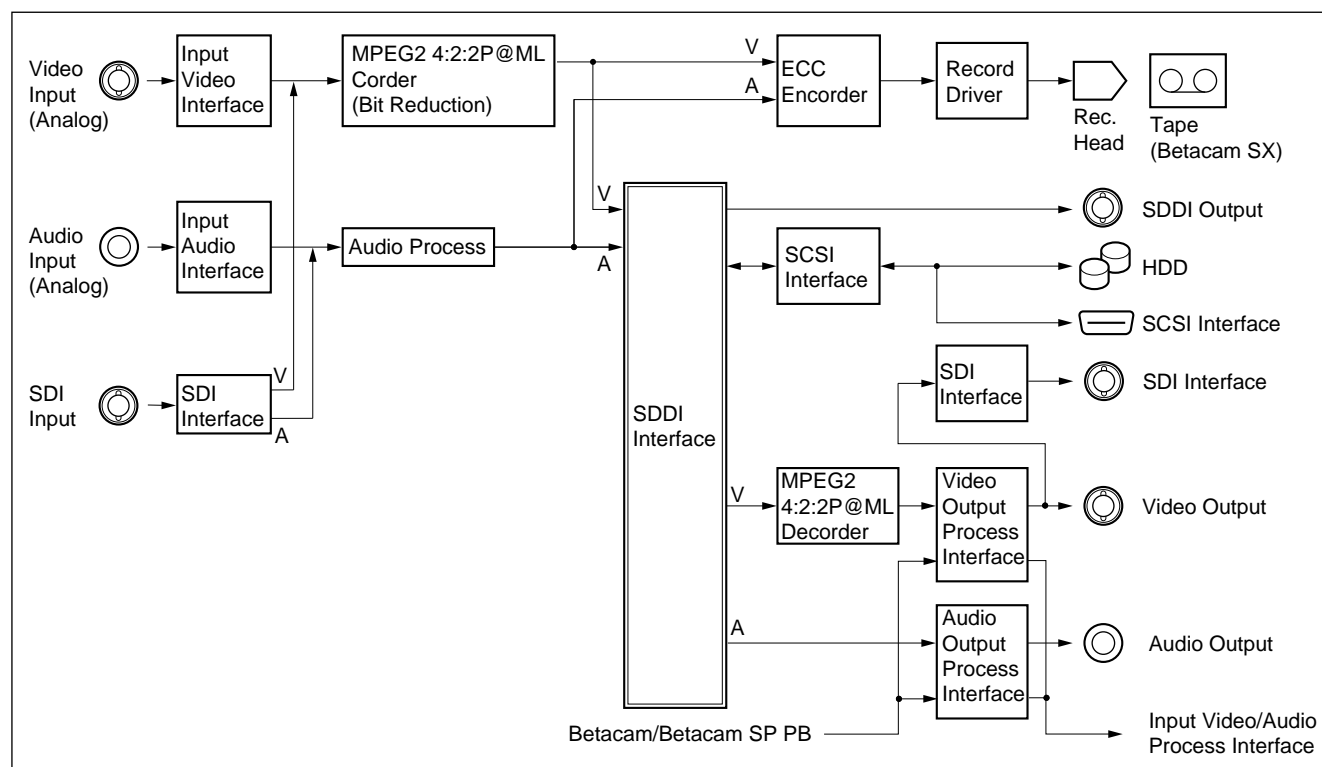 Video
Input
(Analog)
Input
Video
Interface
MPEG2 4:2:2P@ML
Corder
(Bit Reduction)
V
A
ECC
Encorder
Record
Driver
Rec.
Head
Tape
(Betacam SX)
Audio
Input
(Analog)
Input
Audio
Interface
Audio Process
V
A
SDDI
Interface
SDDI Output
SCSI
Interface
HDD
SCSI Interface
SDI
Input
SDI
Interface
V
A
SDI
Interface
SDI Interface
V
MPEG2
4:2:2P@ML
Decorder
Video
Output
Process
Interface
Video Output
A
Audio
Output
Process
Interface
Audio Output
Betacam/Betacam SP PB
Input Video/Audio
Process Interface